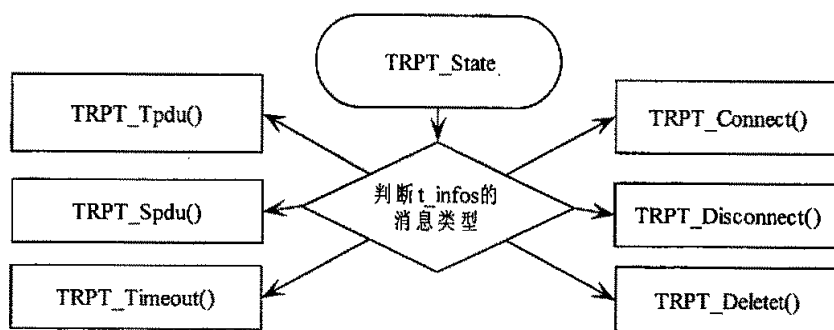 TRPT_State
TRPT_Tpdu()
TRPT_Connect()
判断t_infos的
消息类型
TRPT_Spdu()
TRPT_Disconnect()
TRPT_Timeout()
TRPT_Deletet()